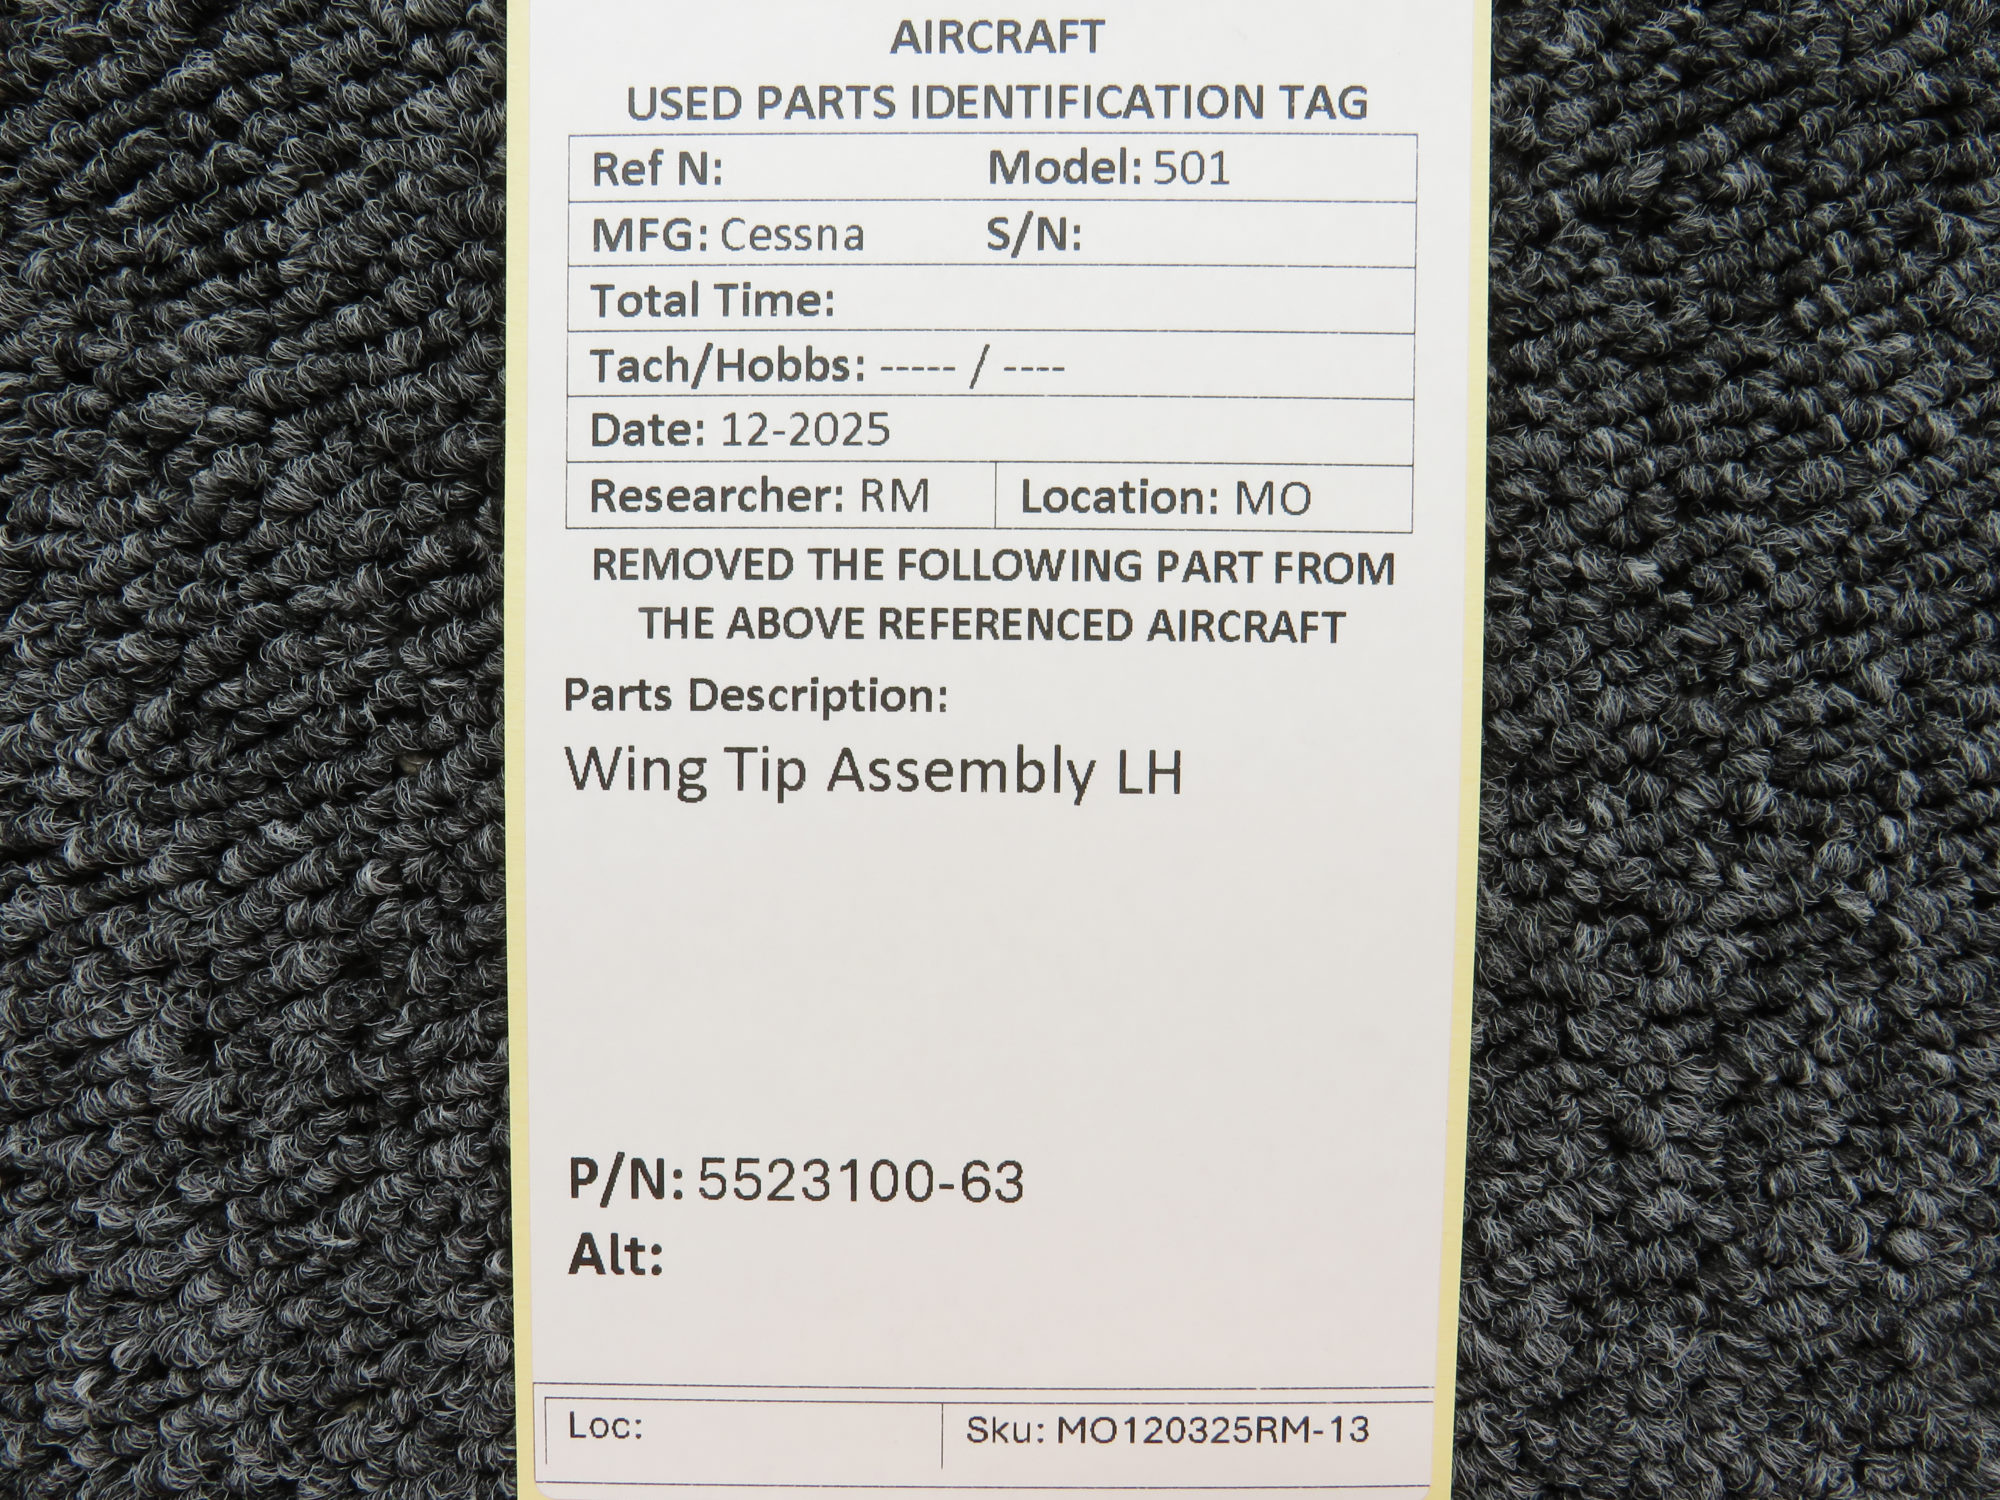 AIRCRAFT
USED PARTS IDENTIFICATION TAG
Ref N: Model: 501
MFG: Cessna S/N:
Total Time:
Tach/Hobbs: ----- / ----
Date: 12-2025
Researcher: RM Location: MO
REMOVED THE FOLLOWING PART FROM
THE ABOVE REFERENCED AIRCRAFT
Parts Description:
Wing Tip Assembly LH
P/N: 5523100-63
Alt:
Loc: Sku: MO120325RM-13